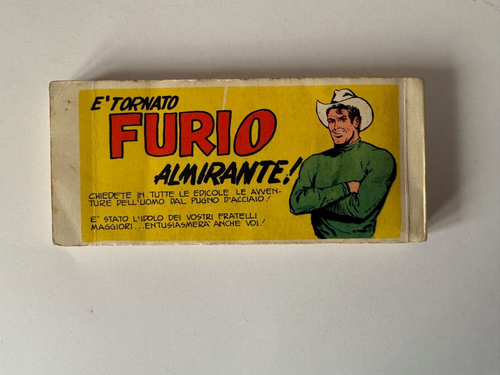 E' TORNATO
FURIO
ALMIRANTE!
CHIEDETE IN TUTTE LE EDICOLE LE AVVEN-
TURE DELL'UOMO DAL PUGNO D'ACCIAIO!
E' STATO L'IDOLO DEI VOSTRI FRATELLI
MAGGIORI...ENTUSIASMERA' ANCHE VOI!